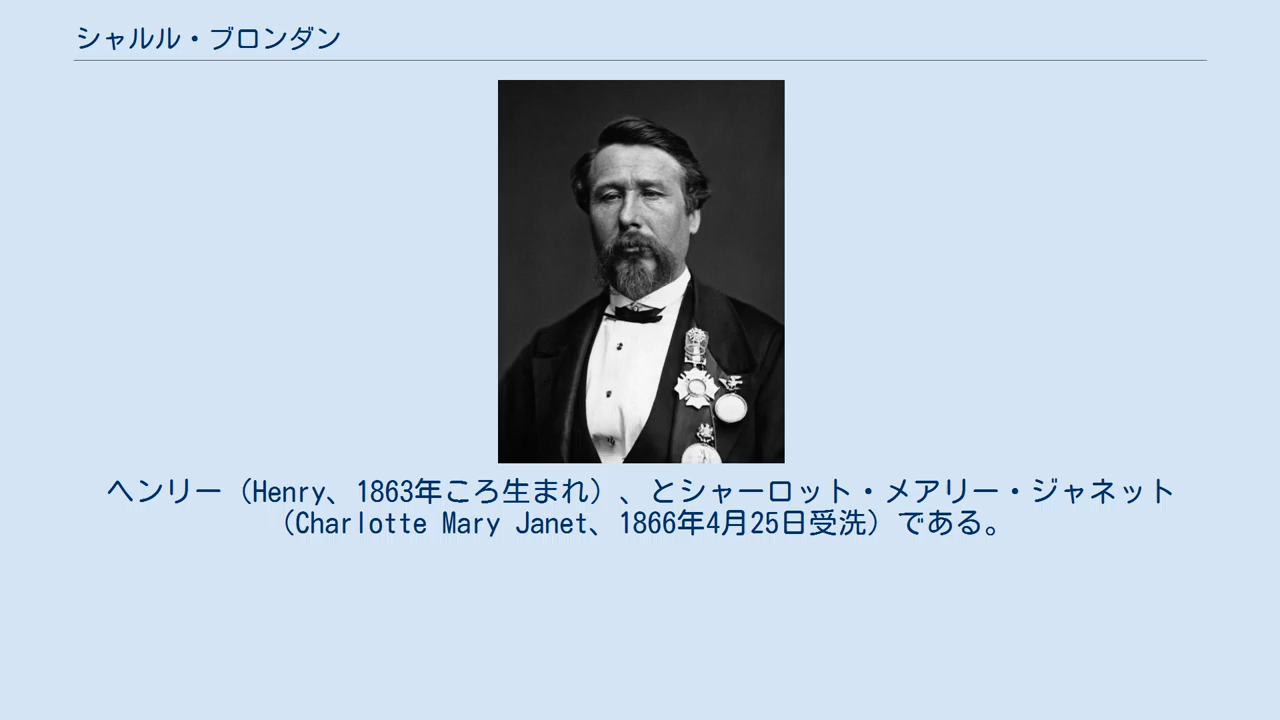 シャルル・ブロンダン
ヘンリー（Henry、1863年ころ生まれ）、とシャーロット・メアリー・ジャネット
（Charlotte Mary Janet、1866年4月25日受洗）である。